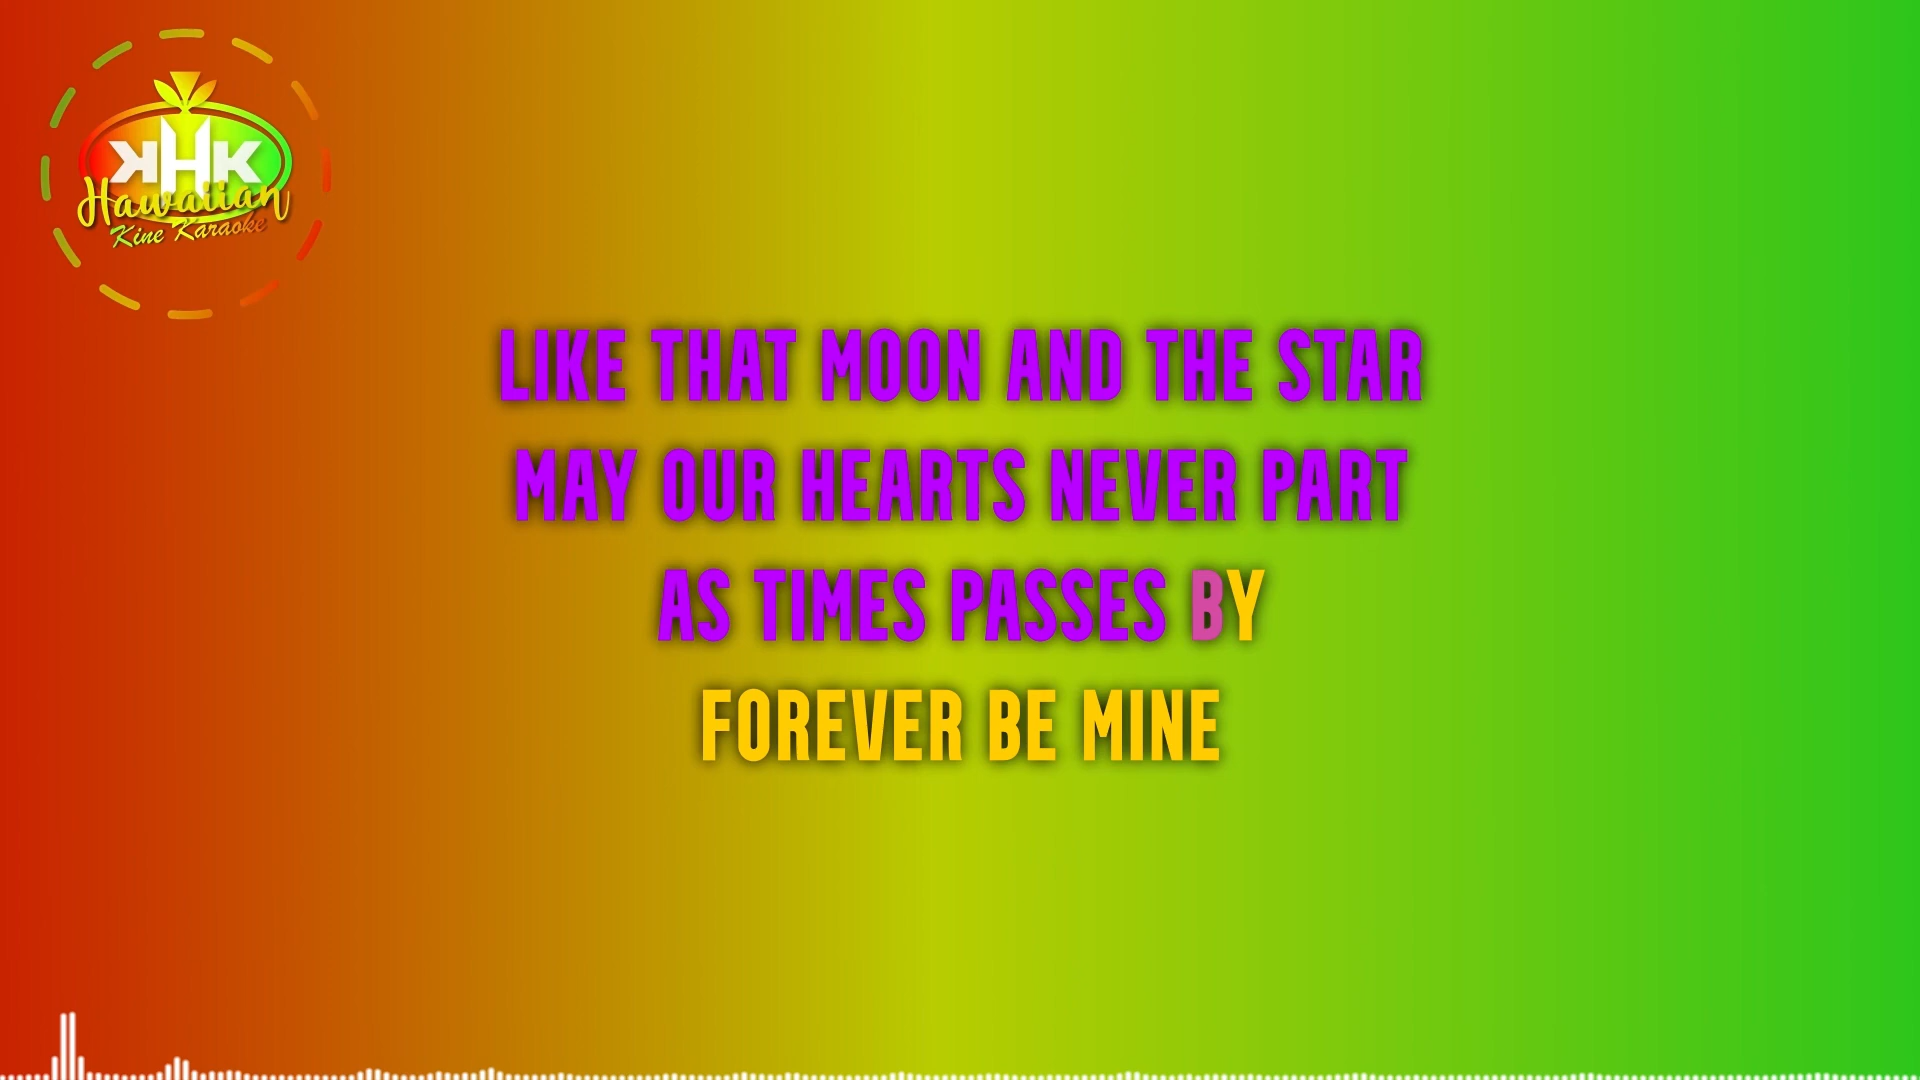 KHK
Hawaiian
Kine Karaoke
LIKE THAT MOON AND THE STAR
MAY OUR HEARTS NEVER PART
AS TIMES PASSES BY
FOREVER BE MINE